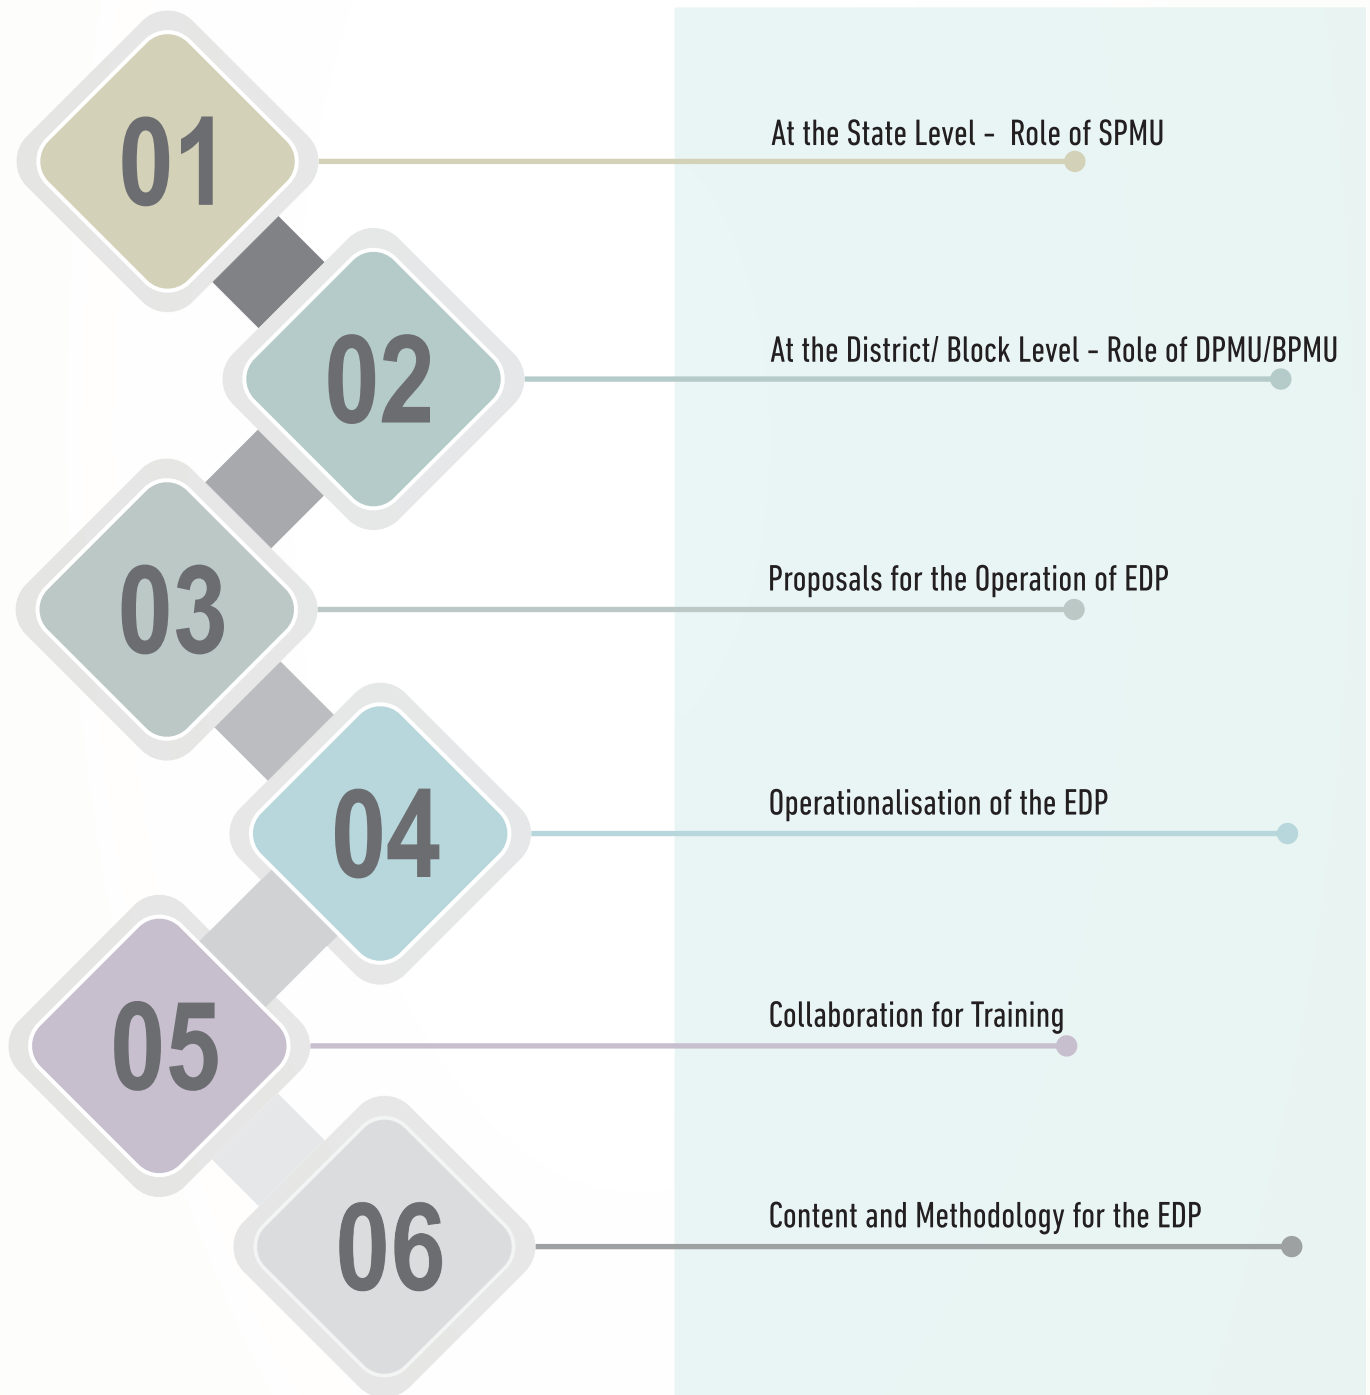 01
At the State Level - Role of SPMU
02
At the District/ Block Level - Role of DPMU/BPMU
03
Proposals for the Operation of EDP
04
Operationalisation of the EDP
05
Collaboration for Training
06
Content and Methodology for the EDP